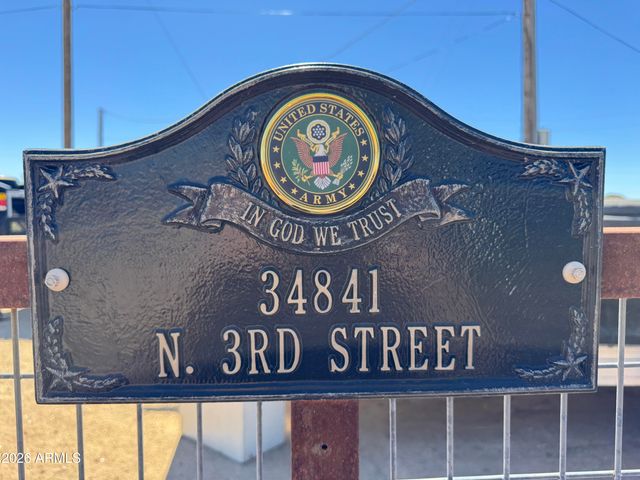 UNITED STATES
ARMY
IN GOD WE TRUST
34841
N. 3RD STREET
© 2026 ARMLS